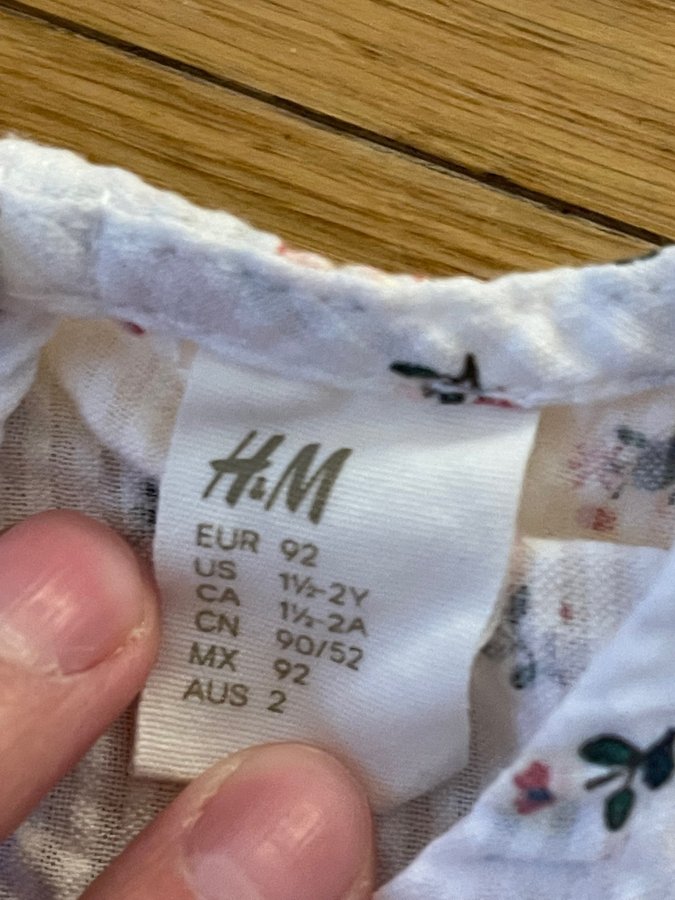 H&M
EUR 92
US 1½-2Y
CA 1½-2A
CN 90/52
MX 92
AUS 2